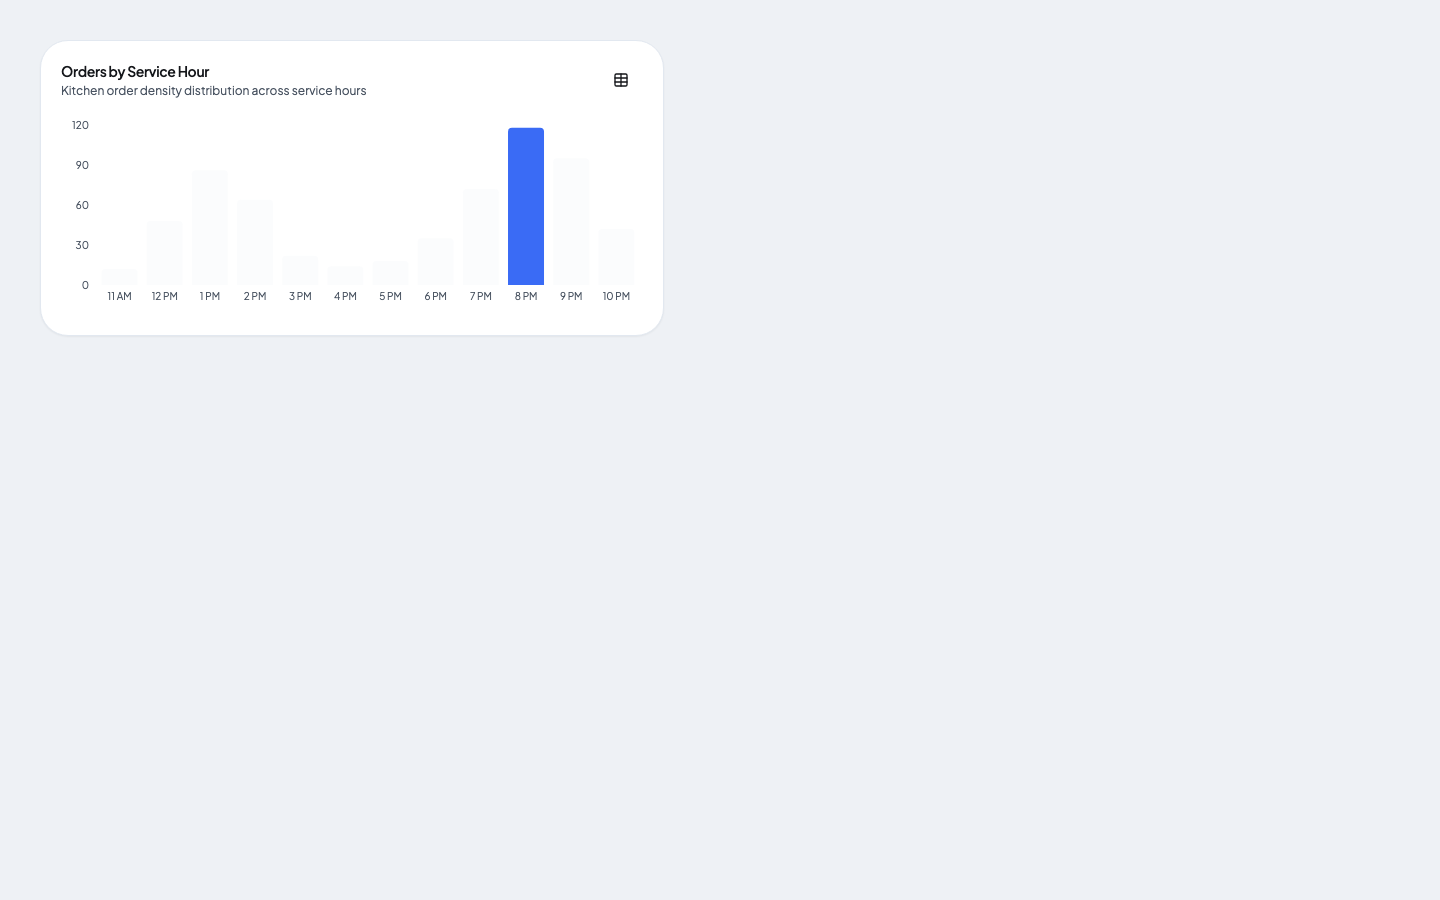 Orders by Service Hour
Kitchen order density distribution across service hours
120
90
60
30
0
11 AM 12 PM 1 PM 2 PM 3 PM 4 PM 5 PM 6 PM 7 PM 8 PM 9 PM 10 PM